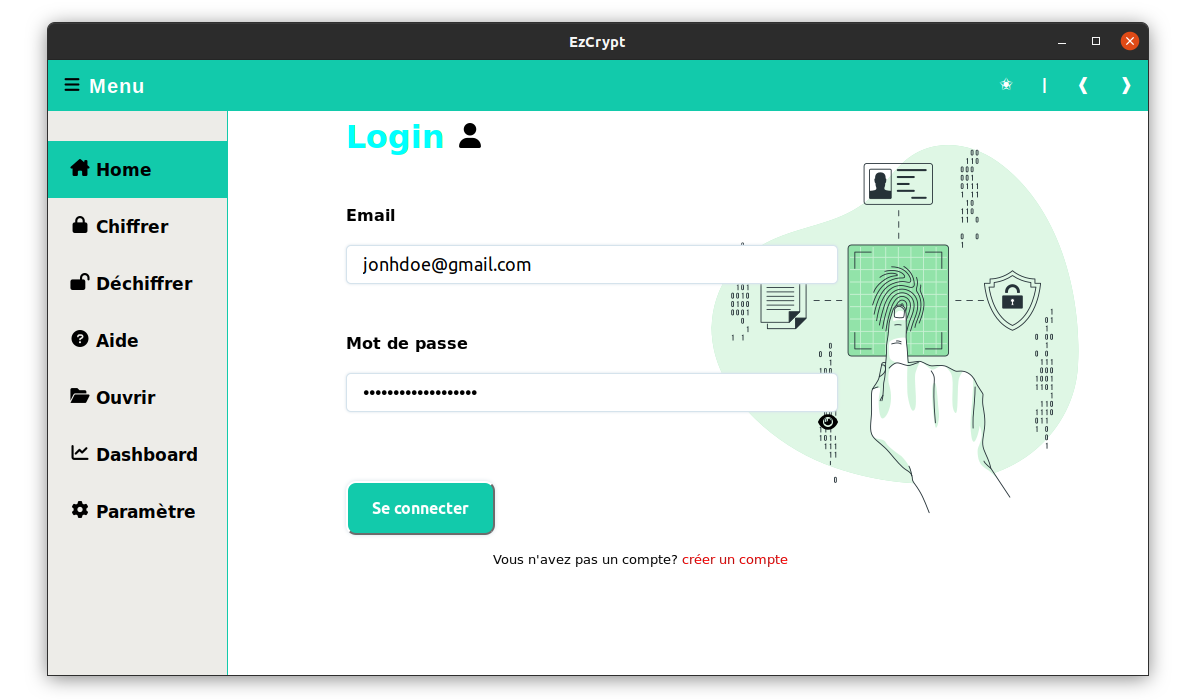 EzCrypt
Menu
Login
Home
Chiffrer
Déchiffrer
Aide
Ouvrir
Dashboard
Paramètre
Email
jonhdoe@gmail.com
Mot de passe
Se connecter
Vous n'avez pas un compte? créer un compte